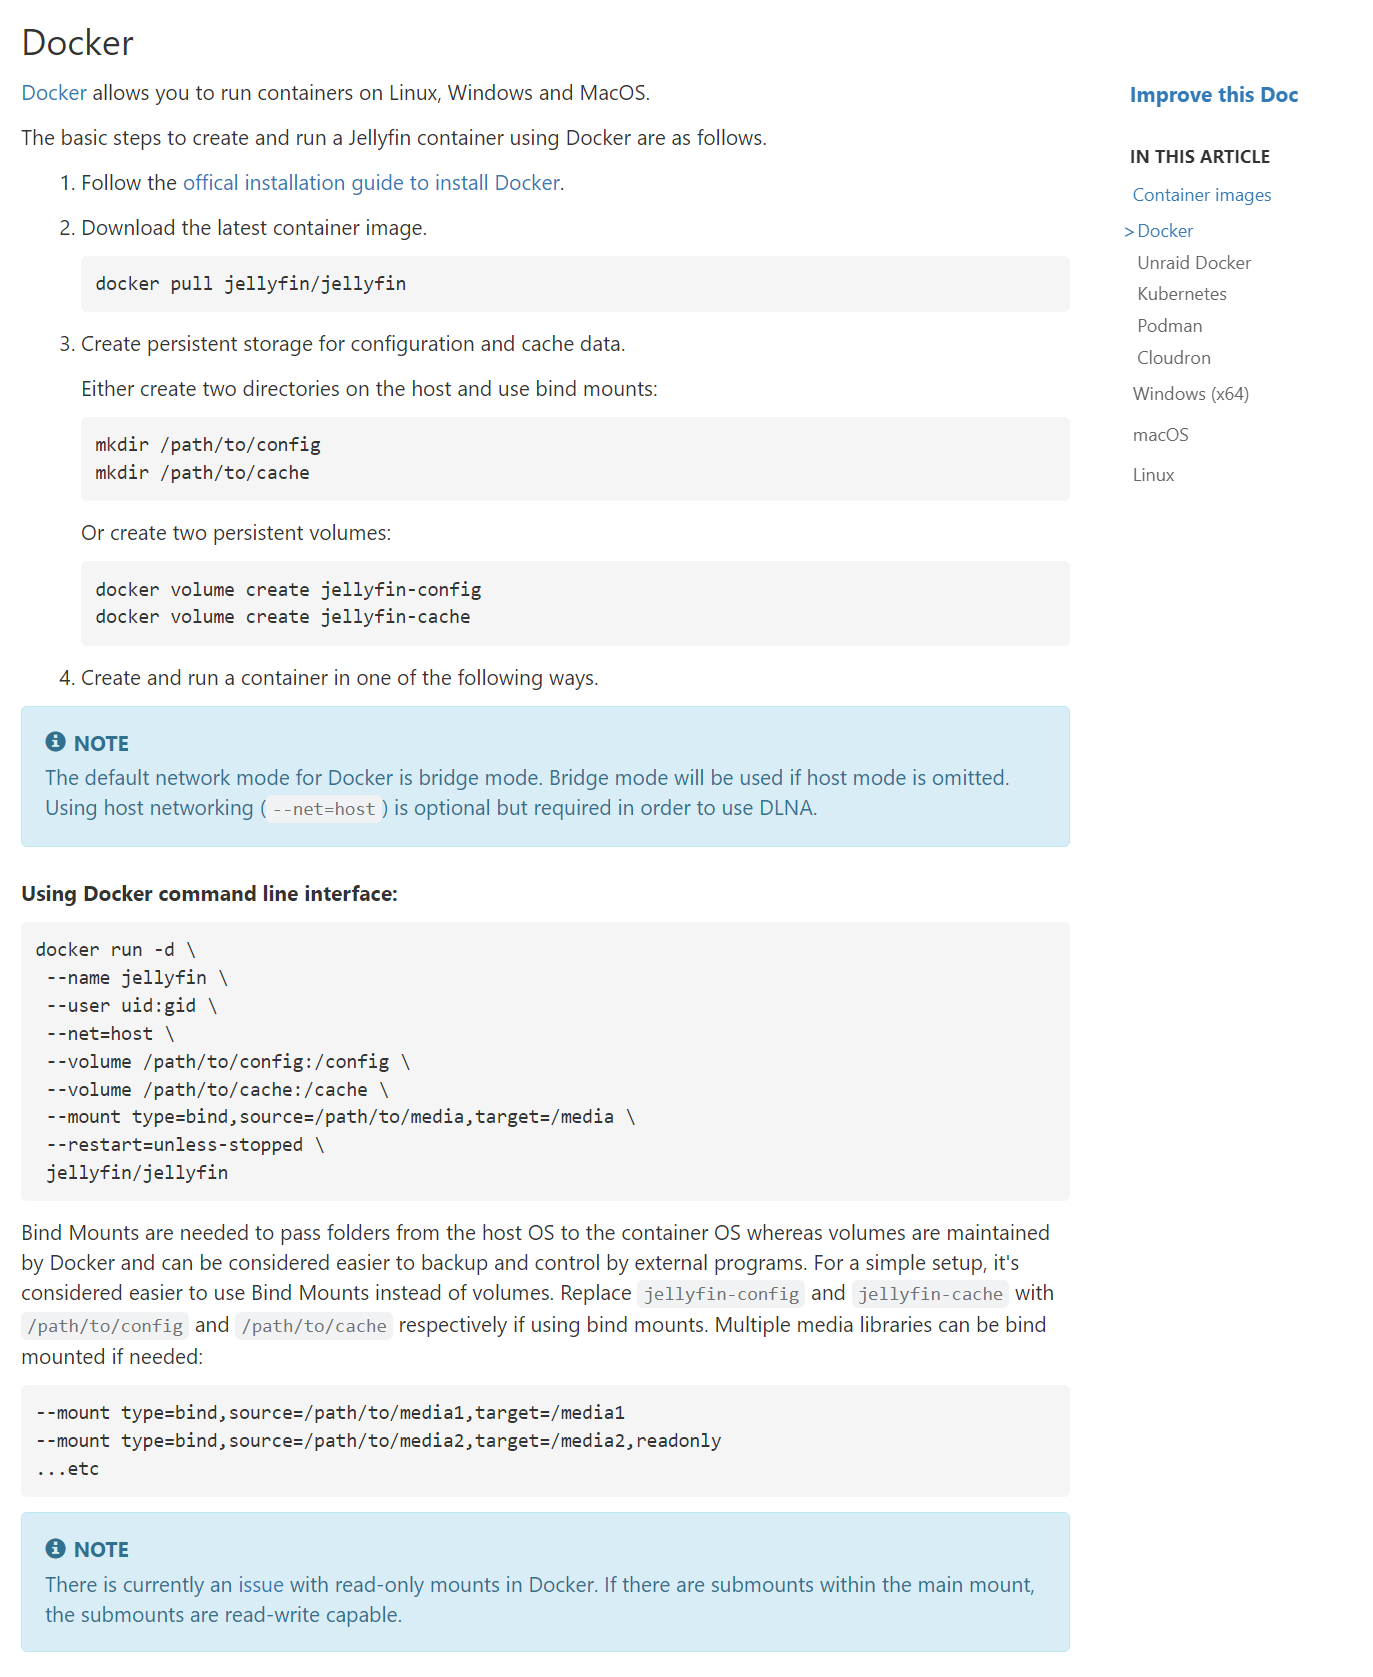 Docker
Docker allows you to run containers on Linux, Windows and MacOS.
The basic steps to create and run a Jellyfin container using Docker are as follows.
1. Follow the offical installation guide to install Docker.
2. Download the latest container image.
docker pull jellyfin/jellyfin
3. Create persistent storage for configuration and cache data.
Either create two directories on the host and use bind mounts:
mkdir /path/to/config
mkdir /path/to/cache
Or create two persistent volumes:
docker volume create jellyfin-config
docker volume create jellyfin-cache
4. Create and run a container in one of the following ways.
NOTE
The default network mode for Docker is bridge mode. Bridge mode will be used if host mode is omitted.
Using host networking (--net=host) is optional but required in order to use DLNA.
Using Docker command line interface:
docker run -d \
--name jellyfin \
--user uid:gid \
--net=host \
--volume /path/to/config:/config \
--volume /path/to/cache:/cache \
--mount type=bind,source=/path/to/media,target=/media \
--restart=unless-stopped \
jellyfin/jellyfin
Bind Mounts are needed to pass folders from the host OS to the container OS whereas volumes are maintained
by Docker and can be considered easier to backup and control by external programs. For a simple setup, it's
considered easier to use Bind Mounts instead of volumes. Replace jellyfin-config and jellyfin-cache with
/path/to/config and /path/to/cache respectively if using bind mounts. Multiple media libraries can be bind
mounted if needed:
--mount type=bind,source=/path/to/media1,target=/media1
--mount type=bind,source=/path/to/media2,target=/media2,readonly
...etc
NOTE
There is currently an issue with read-only mounts in Docker. If there are submounts within the main mount,
the submounts are read-write capable.
Improve this Doc
IN THIS ARTICLE
Container images
> Docker
Unraid Docker
Kubernetes
Podman
Cloudron
Windows (x64)
macOS
Linux